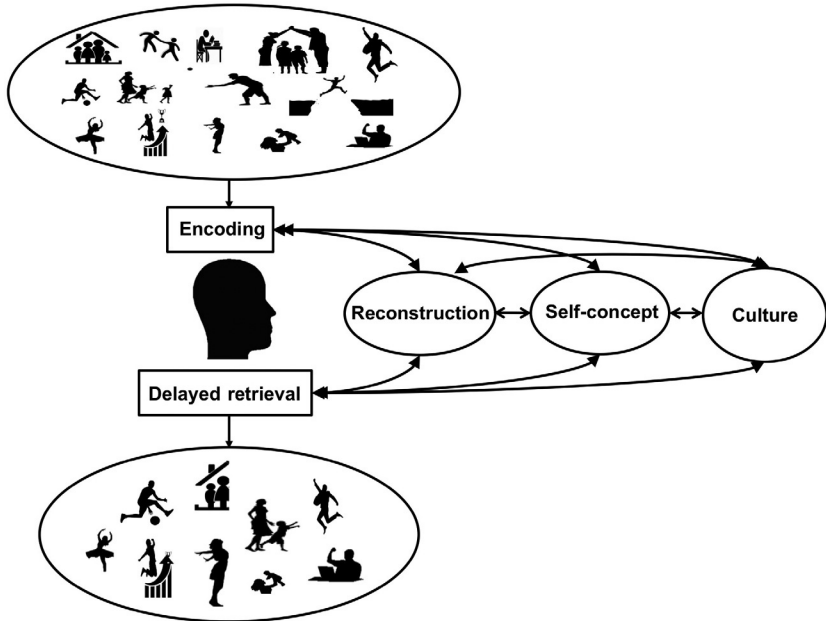 Encoding
Reconstruction
Self-concept
Culture
Delayed retrieval